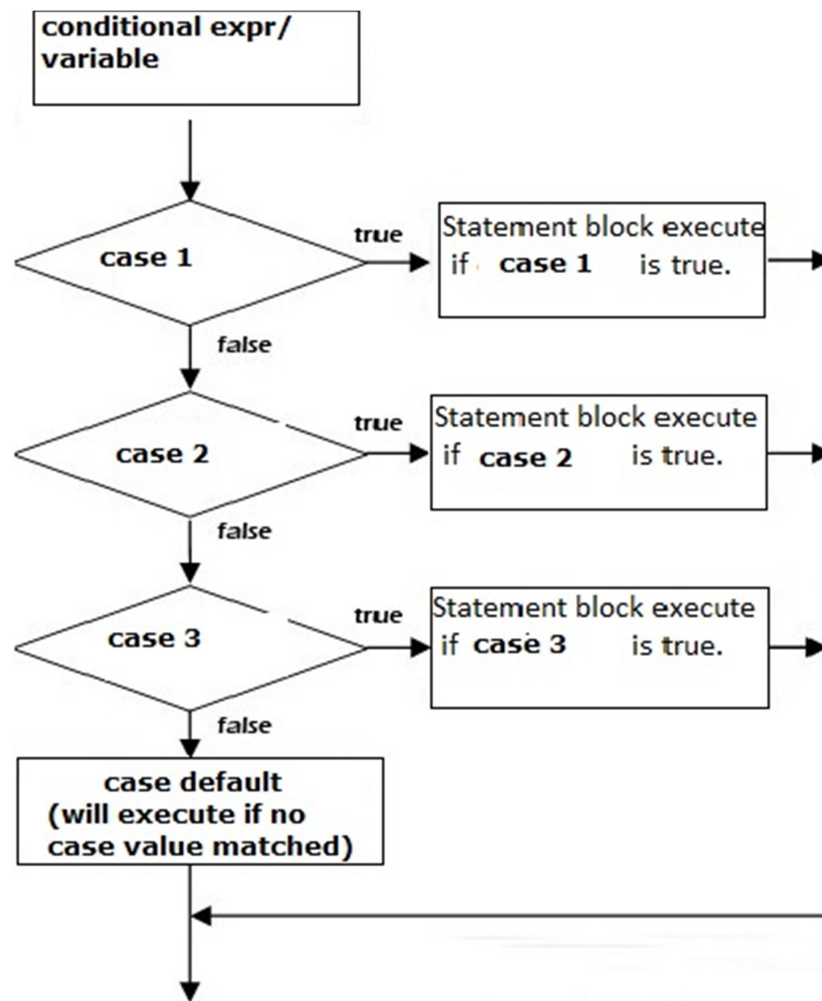 conditional expr/
variable
case 1
true
Statement block execute
if case 1 is true.
false
case 2
true
Statement block execute
if case 2 is true.
false
case 3
true
Statement block execute
if case 3 is true.
false
case default
(will execute if no
case value matched)